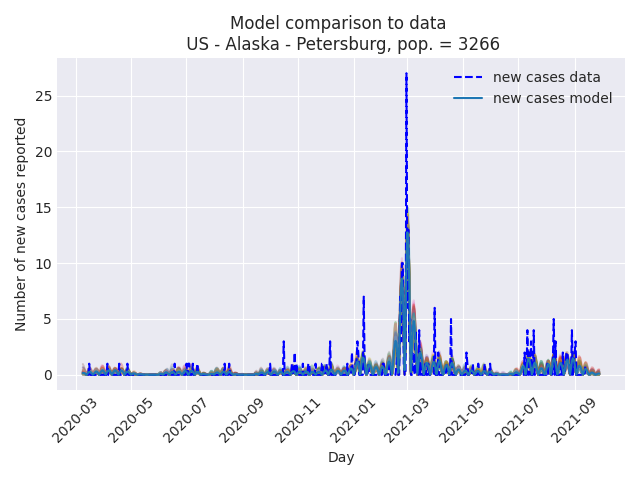 Model comparison to data
US - Alaska - Petersburg, pop. = 3266
new cases data
new cases model
Number of new cases reported
25
20
15
10
5
0
2020-03
2020-05
2020-07
2020-09
2020-11
2021-01
2021-03
2021-05
2021-07
2021-09
Day